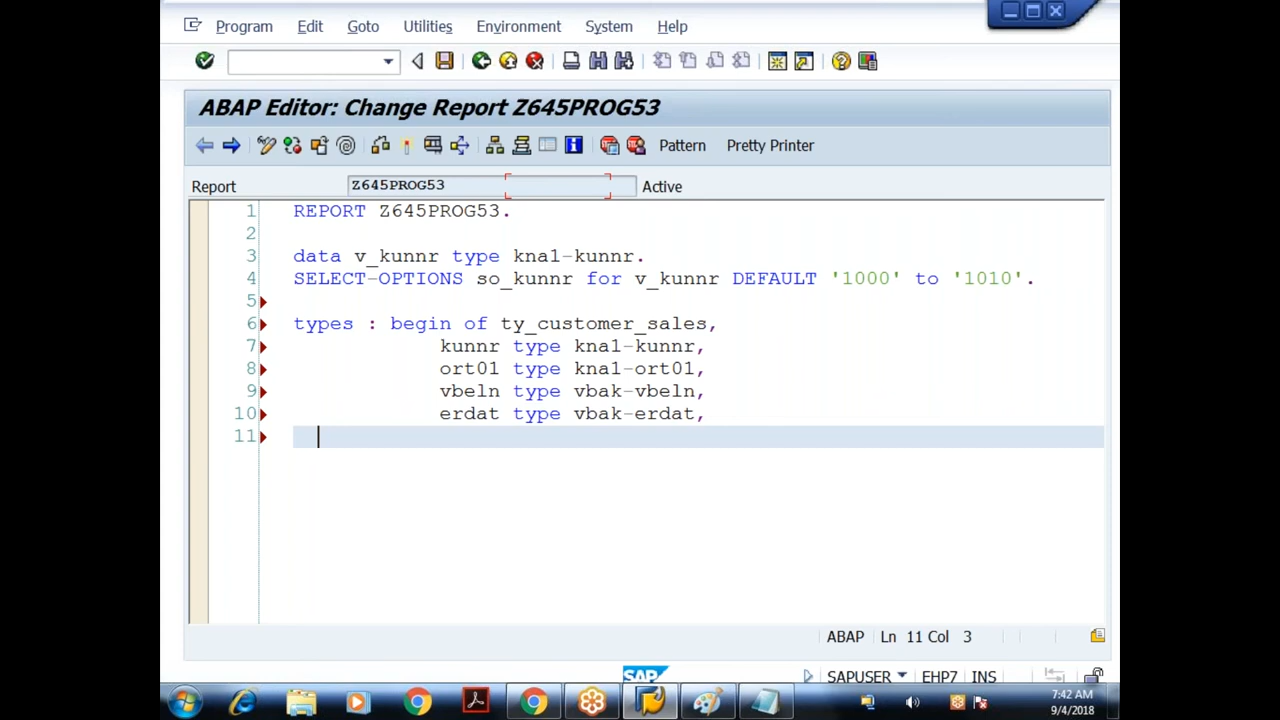 Program Edit Goto Utilities Environment System Help
ABAP Editor: Change Report Z645PROG53
Pattern Pretty Printer
Report Z645PROG53 Active
1 REPORT Z645PROG53.
2
3 data v_kunnr type kna1-kunnr.
4 SELECT-OPTIONS so_kunnr for v_kunnr DEFAULT '1000' to '1010'.
5
6 types : begin of ty_customer_sales,
7 kunnr type kna1-kunnr,
8 ort01 type kna1-ort01,
9 vbeln type vbak-vbeln,
10 erdat type vbak-erdat,
11
ABAP Ln 11 Col 3
SAP SAPUSER EHP7 INS
7:42 AM
9/4/2018